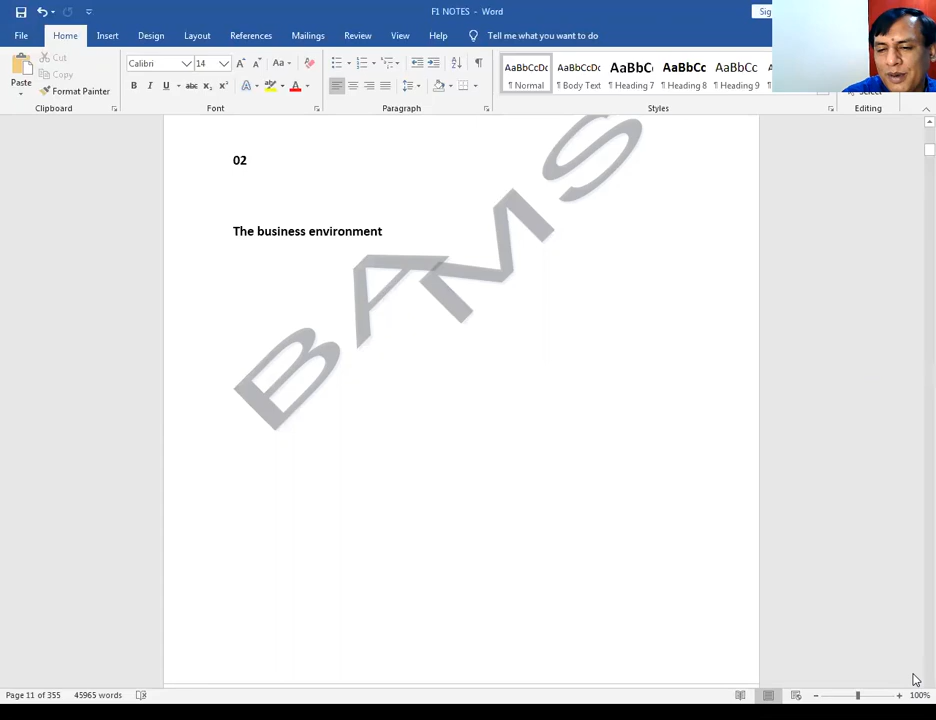 F1 NOTES - Word
Sig
File Home Insert Design Layout References Mailings Review View Help Tell me what you want to do
Paste
Cut
Copy
Format Painter
Clipboard
Calibri 14
Font
Paragraph
AaBbCcDc AaBbCcDc AaBbC AaBbCc AaBbCc
¶ Normal ¶ Body Text ¶ Heading 7 ¶ Heading 8 ¶ Heading 9
Styles
Select
Editing
02
The business environment
BAMS
Page 11 of 355 45965 words
100%